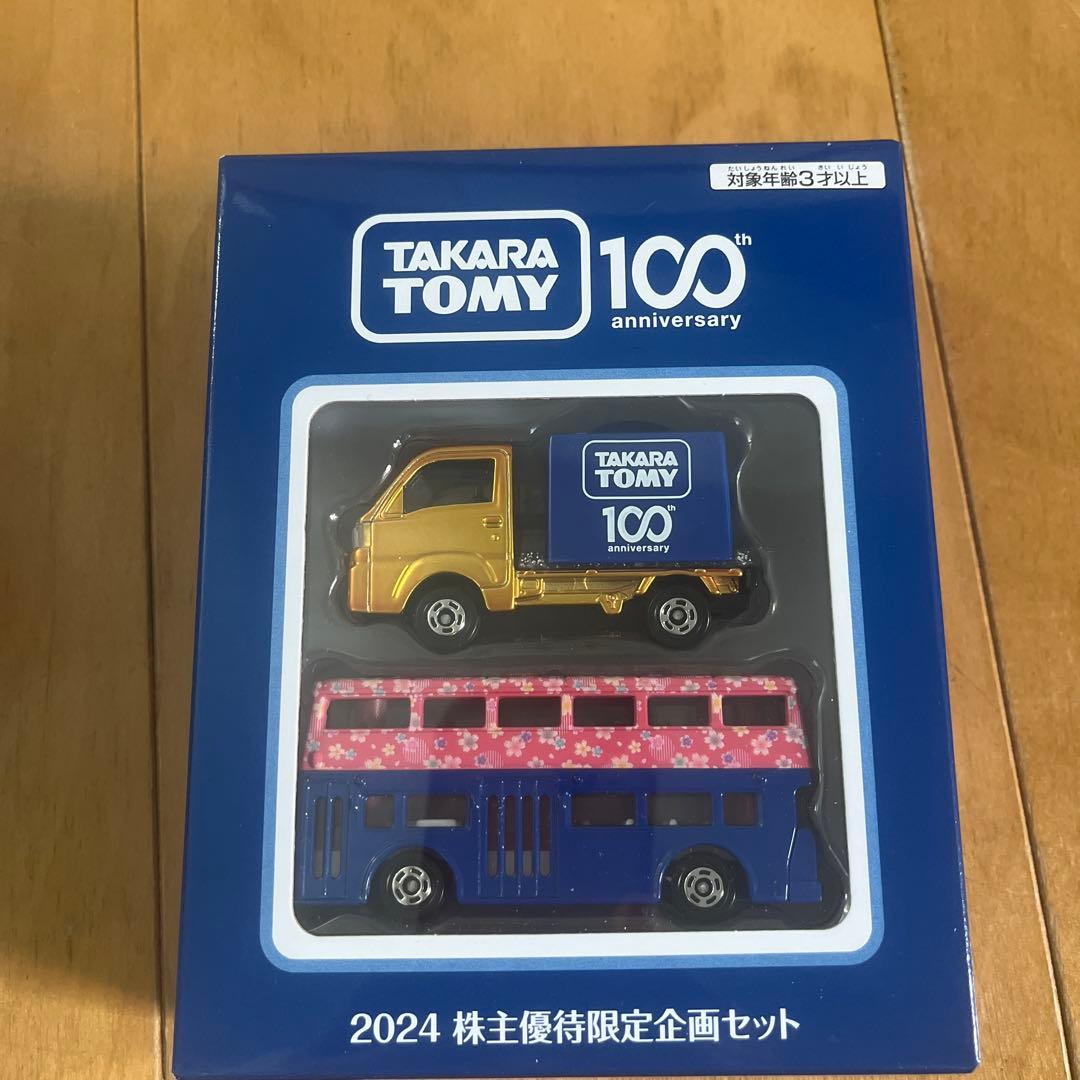 たいしょうねんれい さい いじょう
対象年齢3才以上
TAKARA
TOMY
100th
anniversary
TAKARA
TOMY
100th
anniversary
2024 株主優待限定企画セット